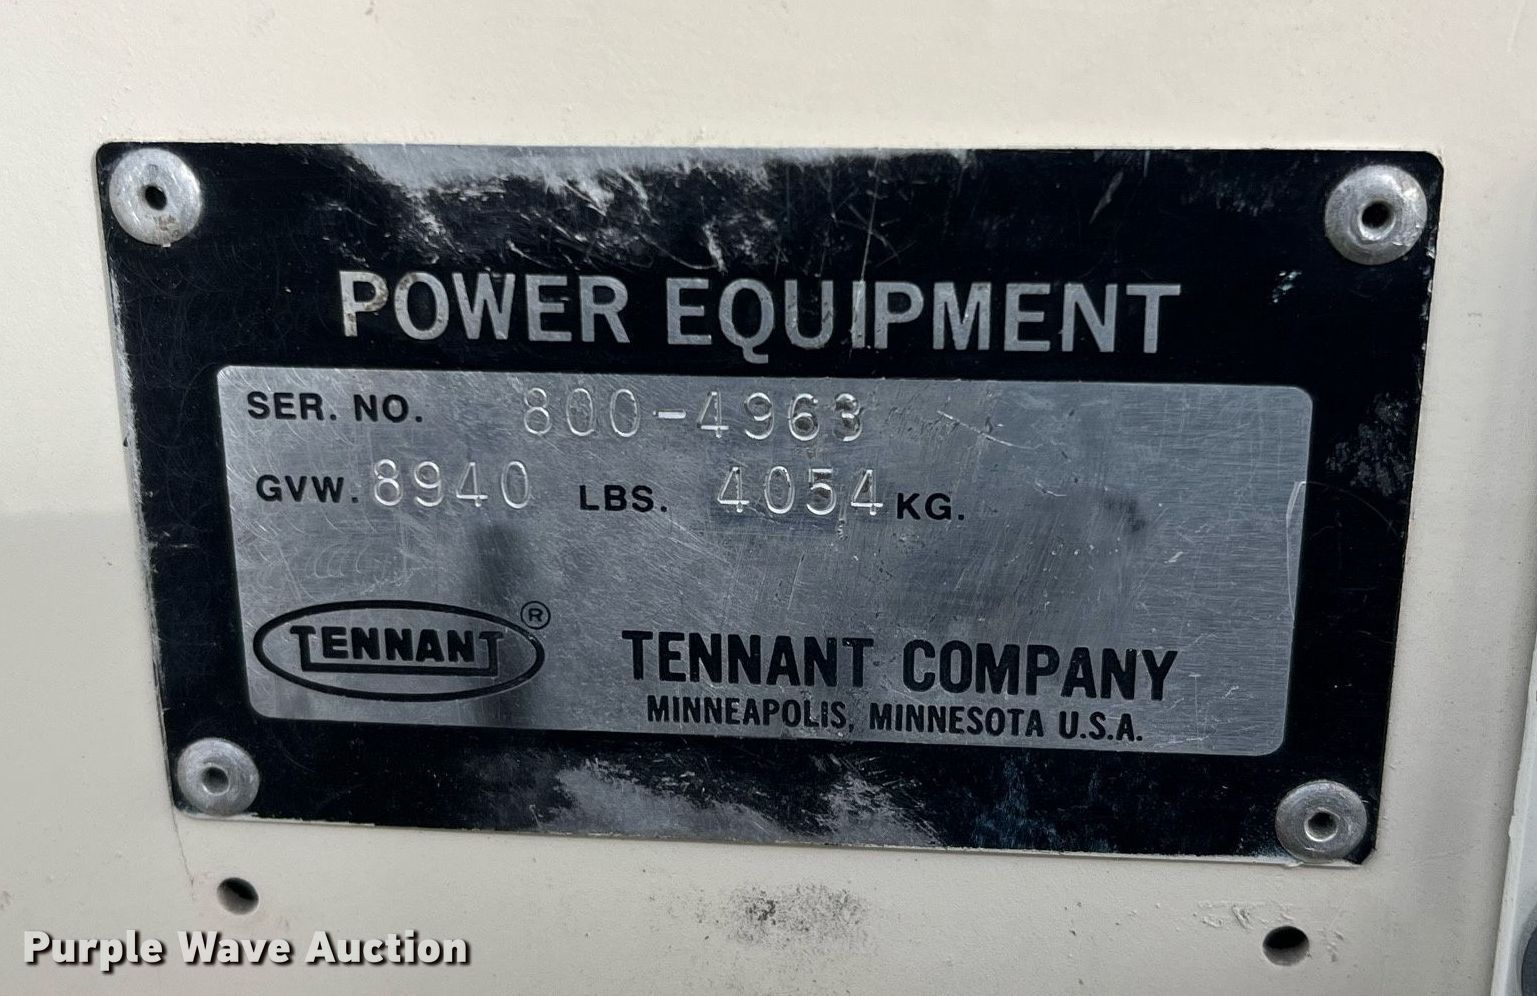 POWER EQUIPMENT
SER. NO. 800-4963
GVW. 8940 LBS. 4054 KG.
TENNANT ®
TENNANT COMPANY
MINNEAPOLIS, MINNESOTA U.S.A.
Purple Wave Auction